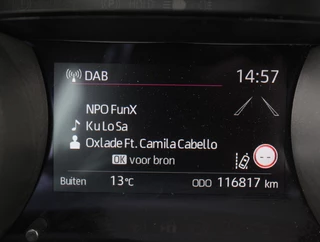 DAB 14:57
NPO FunX
Ku Lo Sa
Oxlade Ft. Camila Cabello
OK voor bron
Buiten 13°C ODO 116817 km